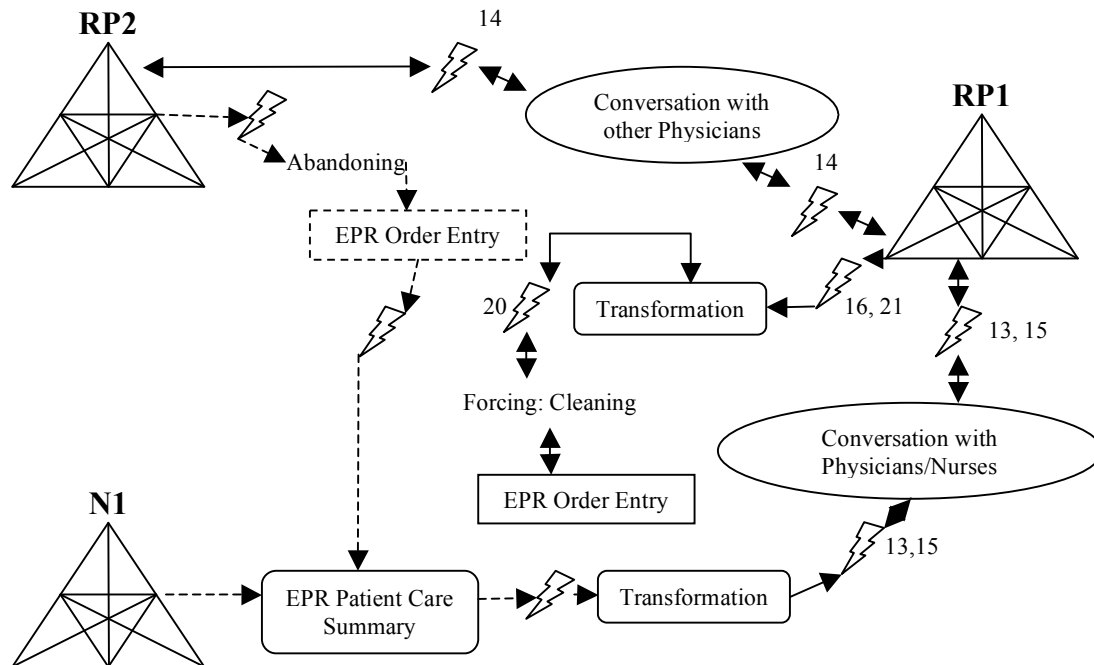 14
RP2
Conversation with
other Physicians
RP1
Abandoning
14
EPR Order Entry
20
Transformation
16, 21
13, 15
Forcing: Cleaning
Conversation with
Physicians/Nurses
EPR Order Entry
N1
13,15
EPR Patient Care
Summary
Transformation